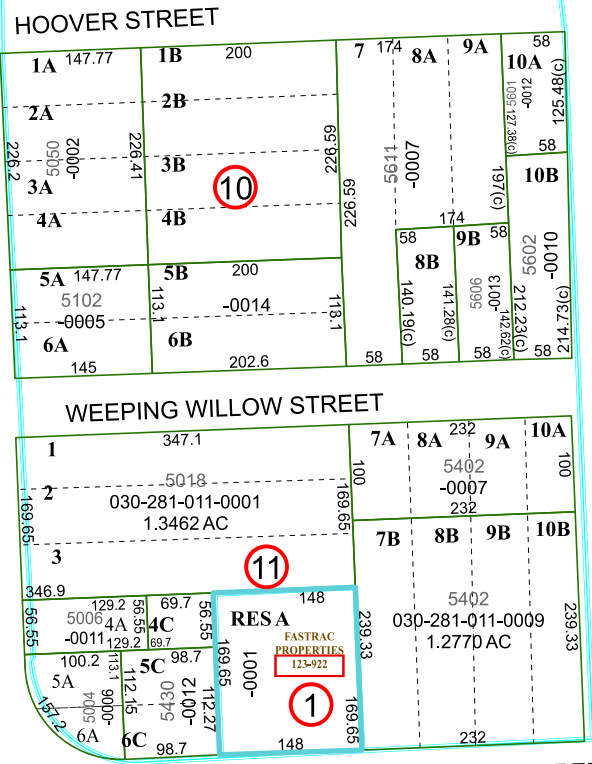 HOOVER STREET
1A 147.77 1B 200 7 174 8A 9A 58
10A
5601
-0012
127.38(c)
125.48(c)
2A 2B
5050
-0002
226.2
226.41
226.59
226.59
5611
-0007
197(c)
58
3A 3B
10
10B
4A 4B
174
58 9B 58
5A 147.77 5B 200
8B
5602
-0010
5102
-0005
113.1
113.1
-0014
113.1
140.19(c)
141.28(c)
5606
-0013
142.62(c)
212.23(c)
214.73(c)
6A 6B
145 202.6 58 58 58 58
WEEPING WILLOW STREET
1 347.1 7A 8A 232 9A 10A
2 5018
030-281-011-0001
1.3462 AC
169.65
169.65
100
5402
-0007
100
232
3
7B 8B 9B 10B
11
346.9
129.2 56.55 69.7 56.55
56.55
5006 4A 4C
-0011 129.2 69.7
148
RES A
FASTRAC
PROPERTIES
123-922
169.65
-0001
1
169.65
148
239.33
5402
030-281-011-0009
1.2770 AC
239.33
232
100.2 113.1 5C 98.7
5A
5004
-0006
112.15
5430
-0012
112.27
157.2
6A 6C
98.7